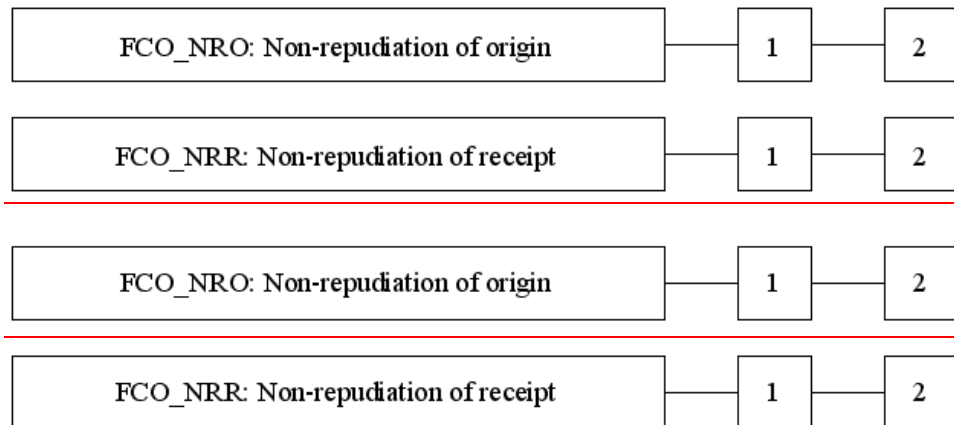 FCO_NRO: Non-repudiation of origin 1 2
FCO_NRR: Non-repudiation of receipt 1 2
FCO_NRO: Non-repudiation of origin 1 2
FCO_NRR: Non-repudiation of receipt 1 2